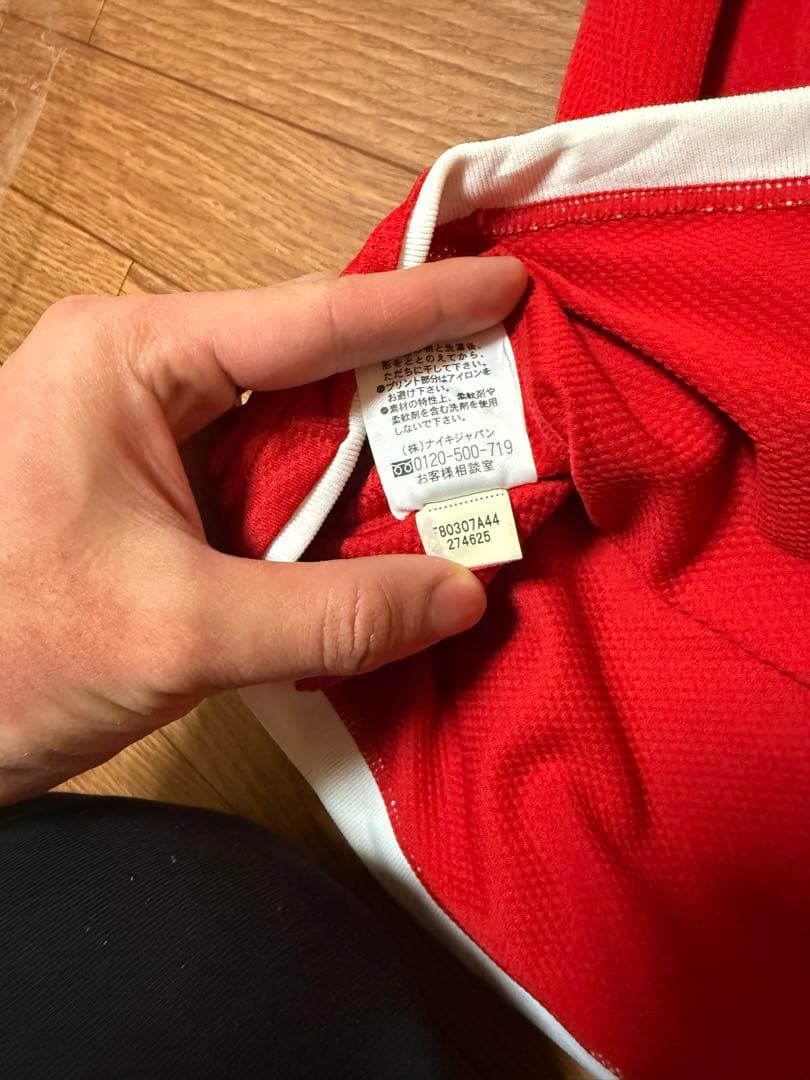 形をととのえてから、
ただちに干して下さい。
●プリント部分はアイロンを
お避け下さい。
●素材の特性上、柔軟剤や
柔軟剤を含む洗剤を使用
しないで下さい。
(株)ナイキジャパン
0120-500-719
お客様相談室
80307A44
274625